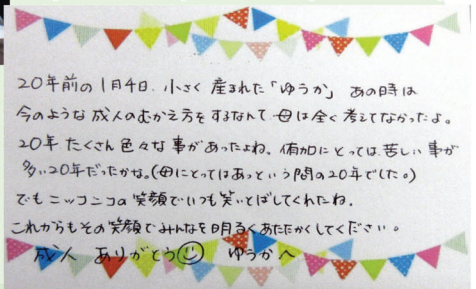 20年前の1月4日、小さく産まれた「ゆうか」あの時は
今のような成人のむかえ方をするなんて母は全く考えてなかったよ。
20年たくさん色々な事があったよね、侑加にとっては苦しい事が
多い20年だったかな。(母にとってはあっという間の20年でした。)
でもニッコニコの笑顔でいつも笑いとばしてくれたね。
これからもその笑顔でみんなを明るくあたたかくしてください。
成人 ありがとう ゆうかへ